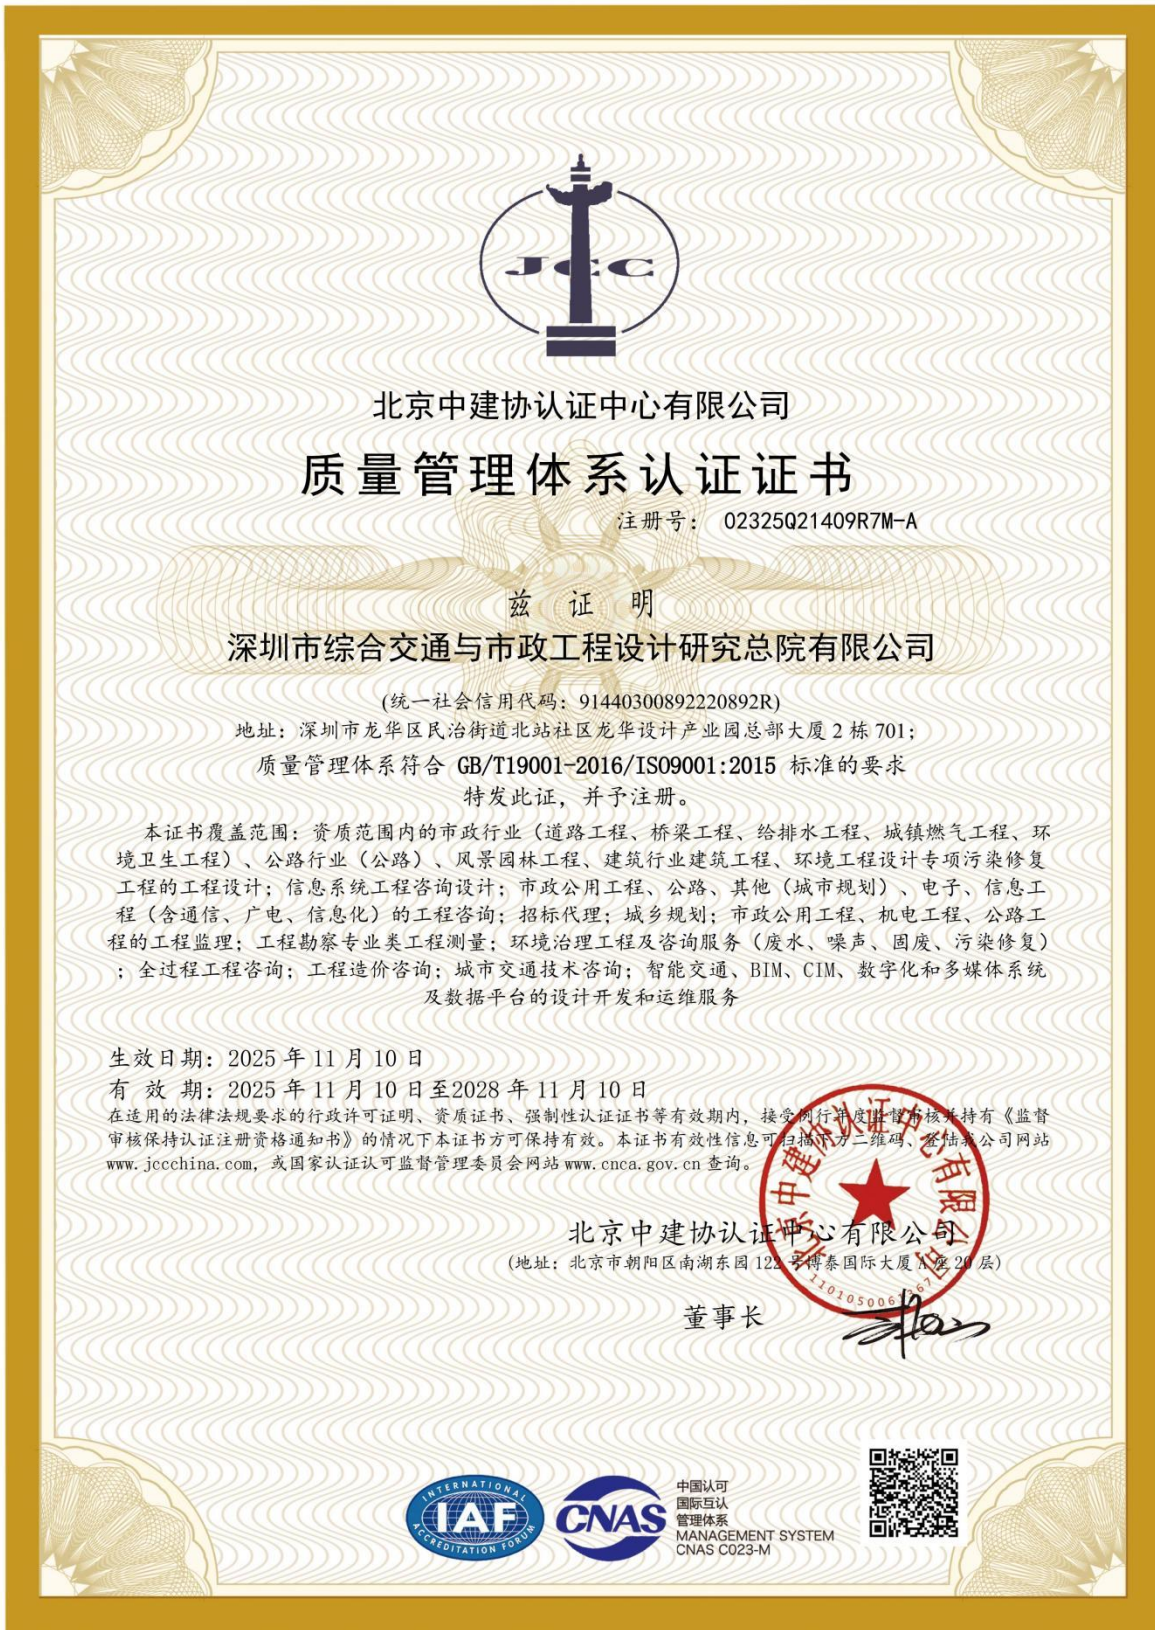 JCC
北京中建协认证中心有限公司
质量管理体系认证证书
注册号： 02325Q21409R7M-A
兹 证 明
深圳市综合交通与市政工程设计研究总院有限公司
(统一社会信用代码：91440300892220892R)
地址：深圳市龙华区民治街道北站社区龙华设计产业园总部大厦 2 栋 701；
质量管理体系符合 GB/T19001-2016/ISO9001:2015 标准的要求
特发此证，并予注册。
本证书覆盖范围：资质范围内的市政行业（道路工程、桥梁工程、给排水工程、城镇燃气工程、环
境卫生工程）、公路行业（公路）、风景园林工程、建筑行业建筑工程、环境工程设计专项污染修复
工程的工程设计；信息系统工程咨询设计；市政公用工程、公路、其他（城市规划）、电子、信息工
程（含通信、广电、信息化）的工程咨询；招标代理；城乡规划；市政公用工程、机电工程、公路工
程的工程监理；工程勘察专业类工程测量；环境治理工程及咨询服务（废水、噪声、固废、污染修复）
；全过程工程咨询；工程造价咨询；城市交通技术咨询；智能交通、BIM、CIM、数字化和多媒体系统
及数据平台的设计开发和运维服务
生效日期：2025 年 11 月 10 日
有 效 期：2025 年 11 月 10 日至2028 年 11 月 10 日
在适用的法律法规要求的行政许可证明、资质证书、强制性认证证书等有效期内，接受例行年度监督审核并持有《监督
审核保持认证注册资格通知书》的情况下本证书方可保持有效。本证书有效性信息可扫描下方二维码、登陆我公司网站
www.jccchina.com，或国家认证认可监督管理委员会网站 www.cnca.gov.cn 查询。
北京中建协认证中心有限公司
北京中建协认证中心有限公司
(地址：北京市朝阳区南湖东园 122 号博泰国际大厦 A 座 20 层)
董事长
INTERNATIONAL
IAF
ACCREDITATION FORUM
CNAS
中国认可
国际互认
管理体系
MANAGEMENT SYSTEM
CNAS C023-M